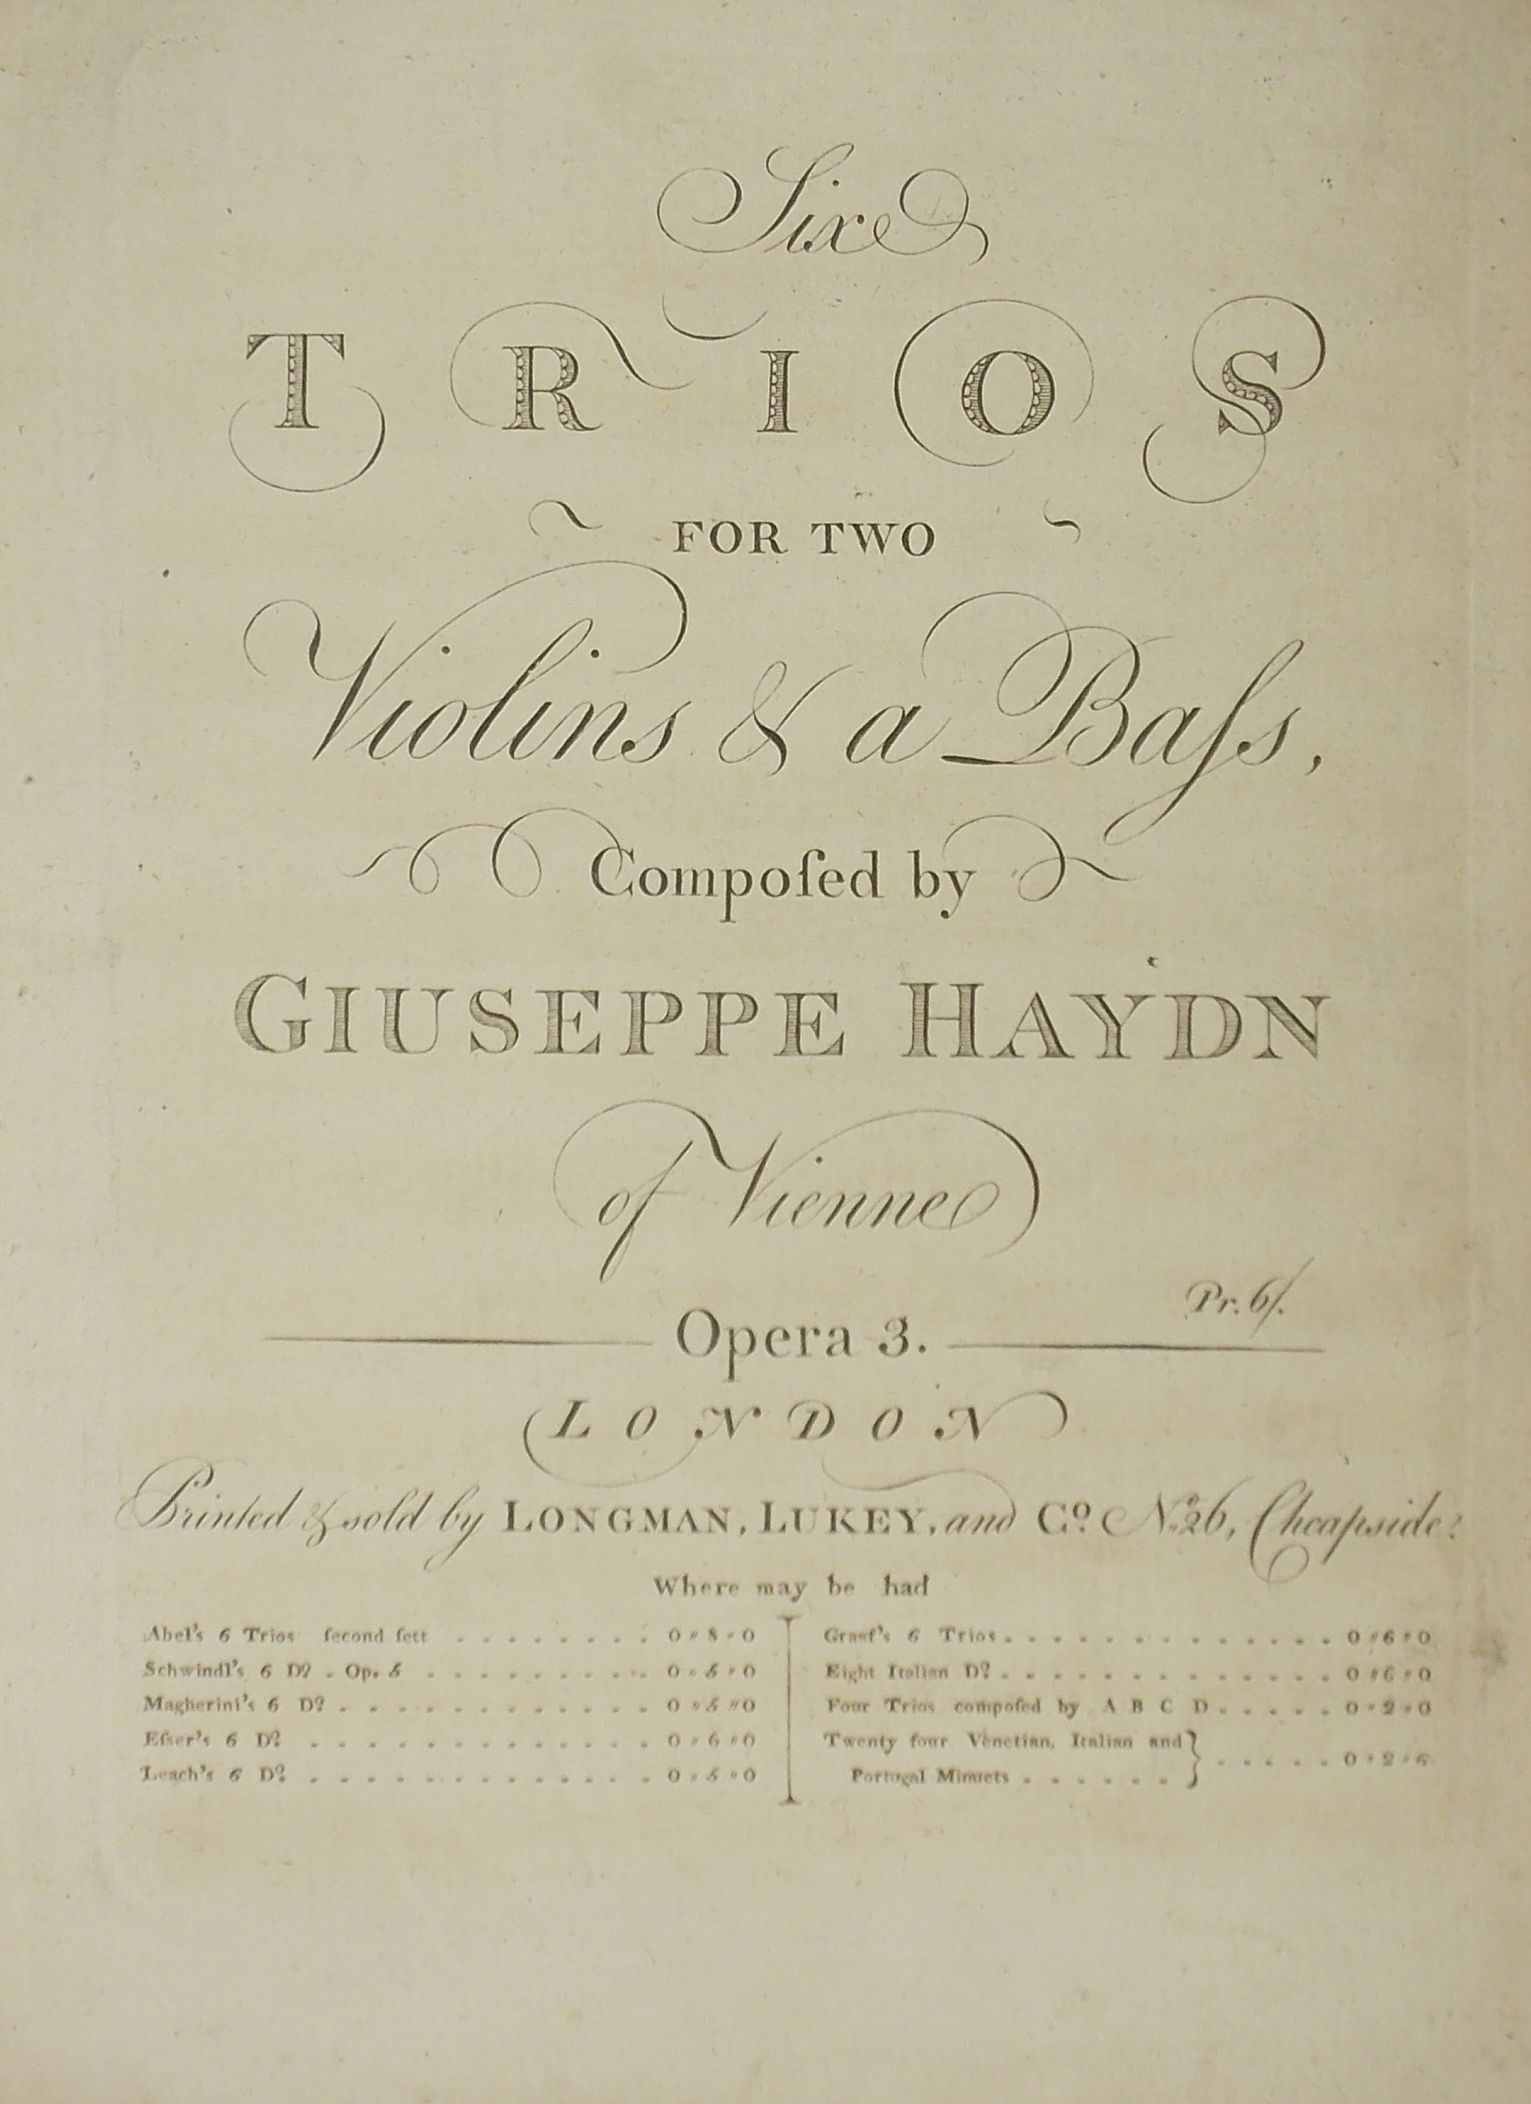 Six
TRIOS
FOR TWO
Violins & a Baſs,
Compoſed by
GIUSEPPE HAYDN
of Vienne
Pr. 6/.
Opera 3.
LONDON
Printed & sold by LONGMAN, LUKEY, and Cº. Nº. 26, Cheapside.
Where may be had
Abel's 6 Trios ſecond ſett . . . . . . . . 0 " 8 " 0
Schwindl's 6 Dº. Op. 5 . . . . . . . . . 0 " 5 " 0
Magherini's 6 Dº. . . . . . . . . . . . . 0 " 5 " 0
Eſser's 6 Dº. . . . . . . . . . . . . . . 0 " 6 " 0
Leach's 6 Dº. . . . . . . . . . . . . . . 0 " 5 " 0
Graaf's 6 Trios . . . . . . . . . . . . . 0 " 6 " 0
Eight Italian Dº. . . . . . . . . . . . . 0 " 6 " 0
Four Trios compoſed by A B C D . . . . . 0 " 2 " 0
Twenty four Venetian, Italian and
Portugal Minuets . . . . . . } . . . . . 0 " 2 " 6